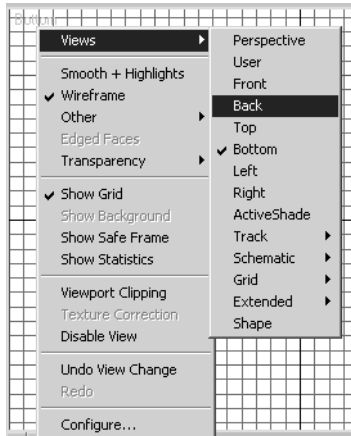 Bottom
Views
Smooth + Highlights
Wireframe
Other
Edged Faces
Transparency
Show Grid
Show Background
Show Safe Frame
Show Statistics
Viewport Clipping
Texture Correction
Disable View
Undo View Change
Redo
Configure...
Perspective
User
Front
Back
Top
Bottom
Left
Right
ActiveShade
Track
Schematic
Grid
Extended
Shape